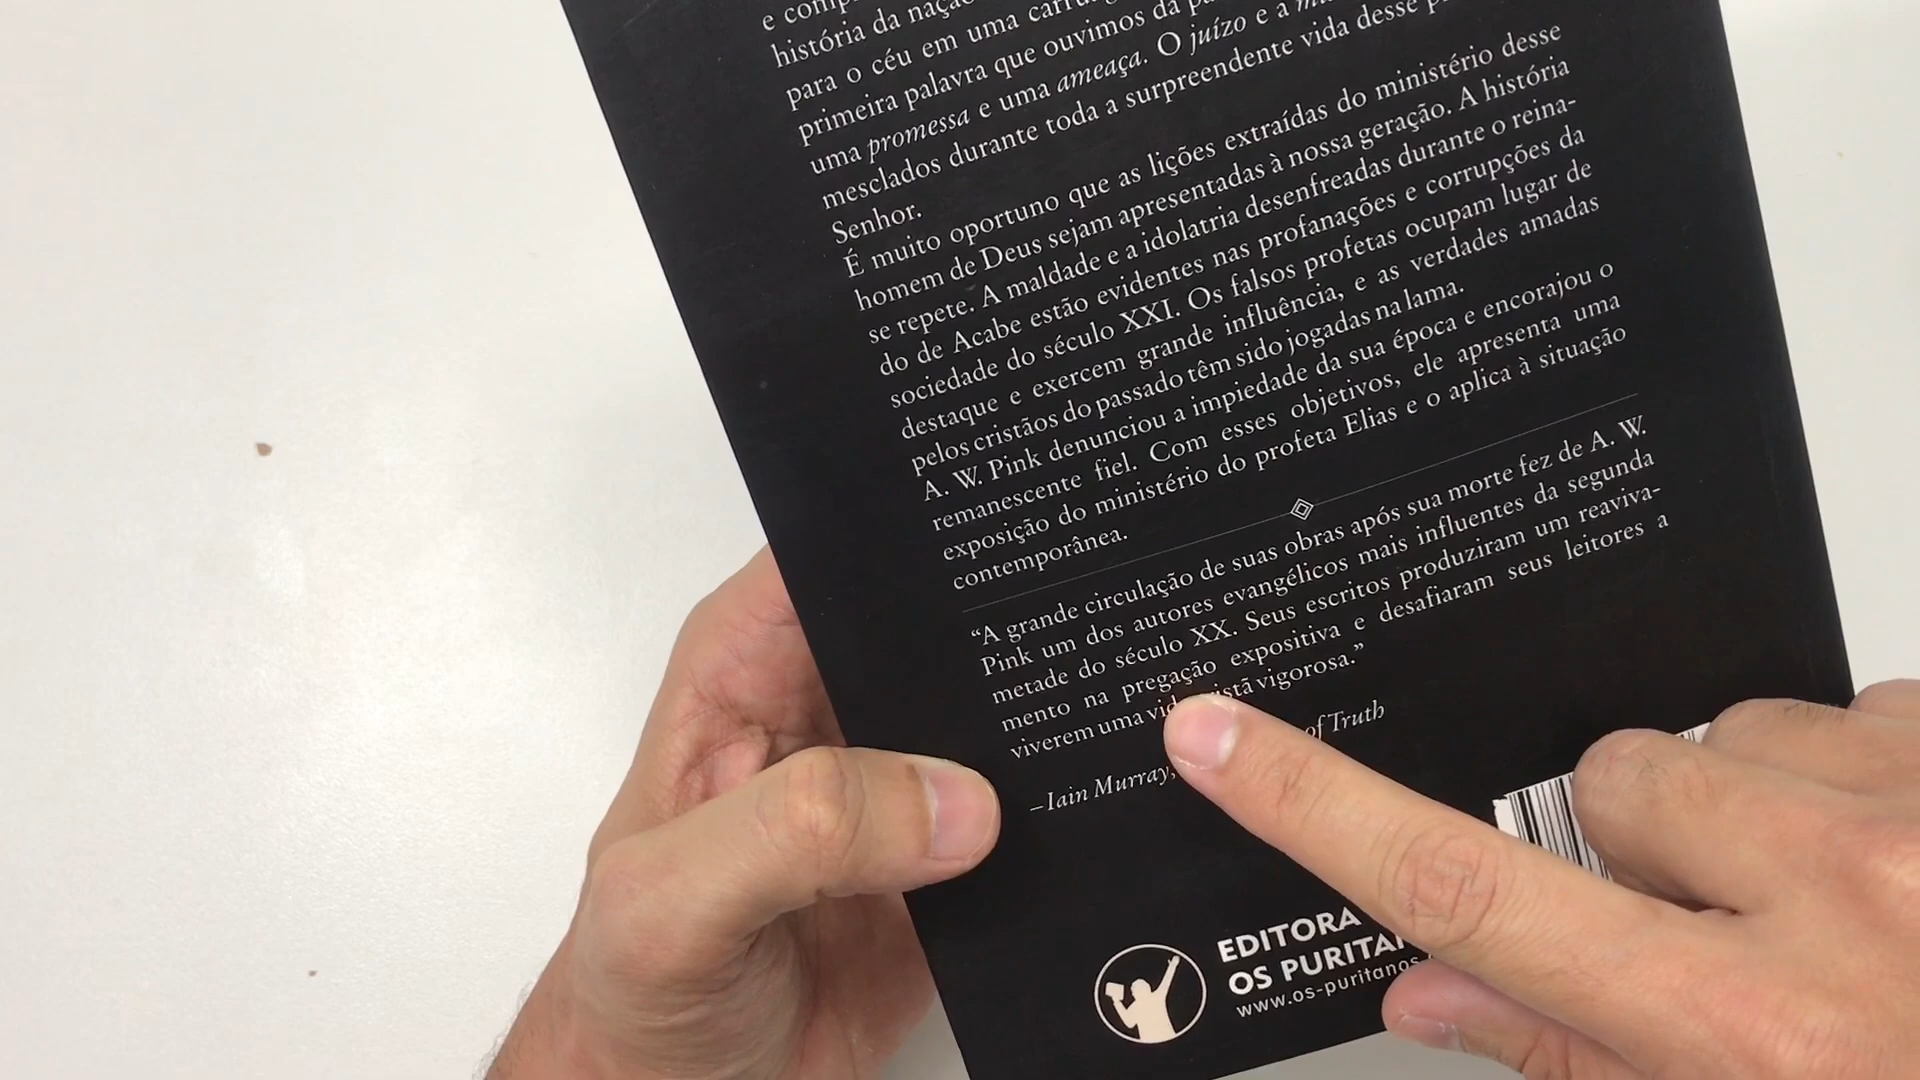 e
história da nação
para o céu em uma
primeira palavra que ouvimos da
uma promessa e uma ameaça. O juízo e a
mesclados durante toda a surpreendente vida desse
Senhor.
É muito oportuno que as lições extraídas do ministério desse
homem de Deus sejam apresentadas à nossa geração. A história
se repete. A maldade e a idolatria desenfreadas durante o reina-
do de Acabe estão evidentes nas profanações e corrupções da
sociedade do século XXI. Os falsos profetas ocupam lugar de
destaque e exercem grande influência, e as verdades amadas
pelos cristãos do passado têm sido jogadas na lama.
A. W. Pink denunciou a impiedade da sua época e encorajou o
remanescente fiel. Com esses objetivos, ele apresenta uma
exposição do ministério do profeta Elias e o aplica à situação
contemporânea.
“A grande circulação de suas obras após sua morte fez de A. W.
Pink um dos autores evangélicos mais influentes da segunda
metade do século XX. Seus escritos produziram um reaviva-
mento na pregação expositiva e desafiaram seus leitores a
viverem uma vigorosa.”
–Iain Murray, of Truth
EDITORA
OS
www.os-puritanos